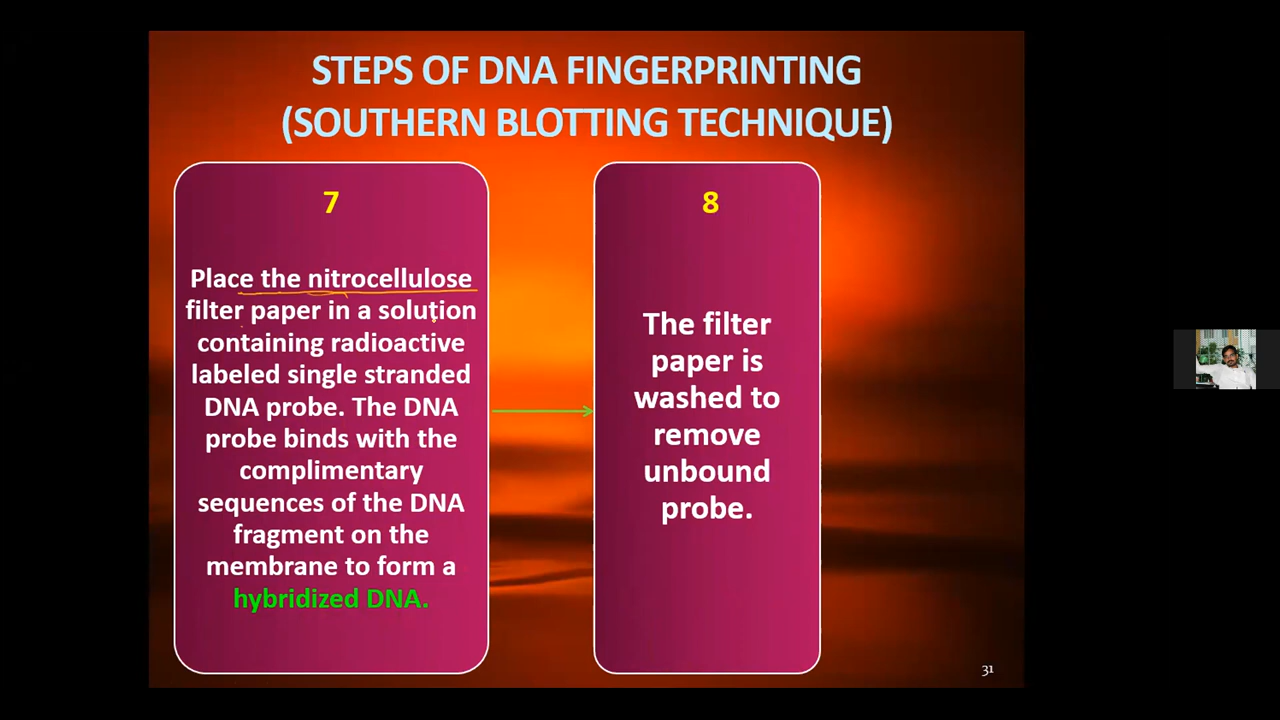 STEPS OF DNA FINGERPRINTING
(SOUTHERN BLOTTING TECHNIQUE)
7
Place the nitrocellulose
filter paper in a solution
containing radioactive
labeled single stranded
DNA probe. The DNA
probe binds with the
complimentary
sequences of the DNA
fragment on the
membrane to form a
hybridized DNA.
8
The filter
paper is
washed to
remove
unbound
probe.
31